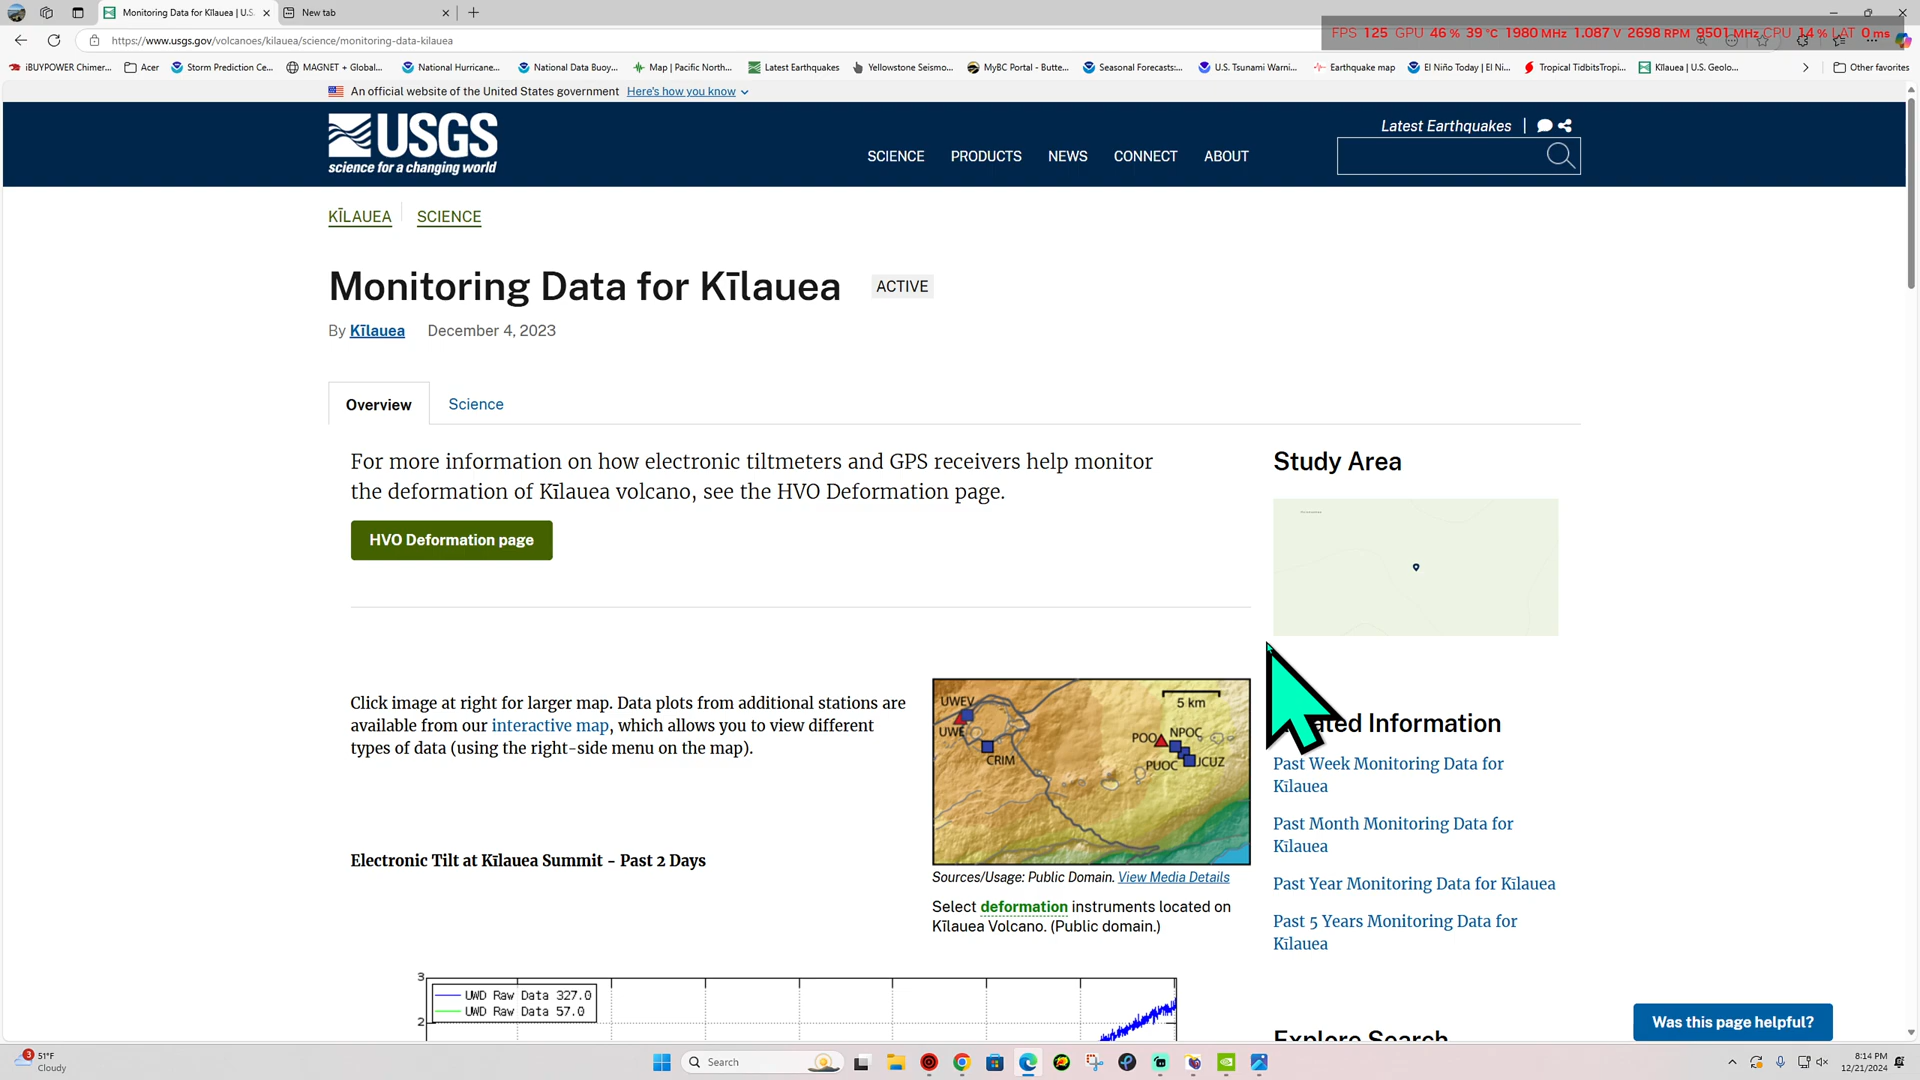 Monitoring Data for Kīlauea | U.S.
New tab
https://www.usgs.gov/volcanoes/kilauea/science/monitoring-data-kilauea
FPS 125 GPU 46 % 39 °C 1980 MHz 1.087 V 2698 RPM 9501 MHz CPU 14 % LAT 0 ms
iBUYPOWER Chimer... Acer Storm Prediction Ce... MAGNET + Global... National Hurricane... National Data Buoy... Map | Pacific North... Latest Earthquakes Yellowstone Seismo... MyBC Portal - Butte... Seasonal Forecasts:... U.S. Tsunami Warni... Earthquake map El Niño Today | El Ni... Tropical TidbitsTropi... Kīlauea | U.S. Geolo... Other favorites
An official website of the United States government Here's how you know
USGS
science for a changing world
Latest Earthquakes
SCIENCE PRODUCTS NEWS CONNECT ABOUT
KĪLAUEA SCIENCE
Monitoring Data for Kīlauea ACTIVE
By Kīlauea December 4, 2023
Overview Science
For more information on how electronic tiltmeters and GPS receivers help monitor
the deformation of Kīlauea volcano, see the HVO Deformation page.
HVO Deformation page
Study Area
Click image at right for larger map. Data plots from additional stations are
available from our interactive map, which allows you to view different
types of data (using the right-side menu on the map).
UWEV
UWE
CRIM
5 km
POO NPOC
PUOC JCUZ
Sources/Usage: Public Domain. View Media Details
Select deformation instruments located on
Kīlauea Volcano. (Public domain.)
ated Information
Past Week Monitoring Data for
Kīlauea
Past Month Monitoring Data for
Kīlauea
Past Year Monitoring Data for Kīlauea
Past 5 Years Monitoring Data for
Kīlauea
Electronic Tilt at Kīlauea Summit - Past 2 Days
3
UWD Raw Data 327.0
UWD Raw Data 57.0
2
Explore Search
Was this page helpful?
3
51°F
Cloudy
Search
8:14 PM
12/21/2024